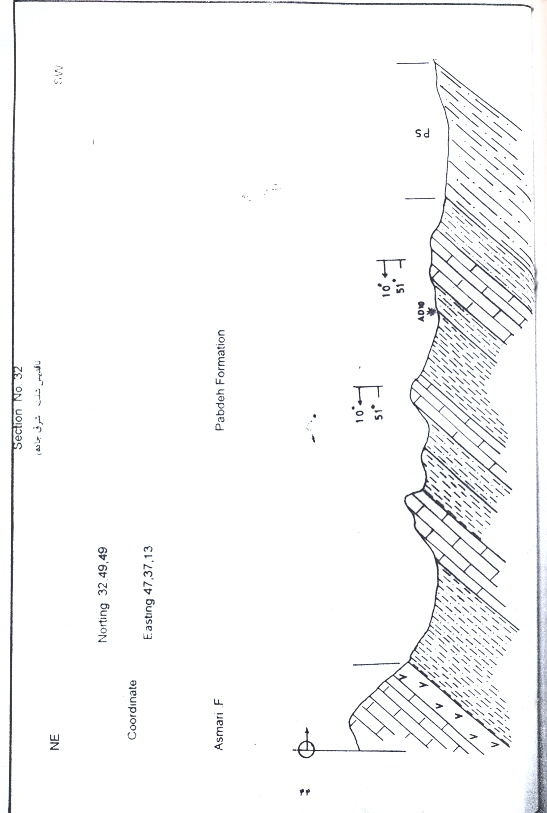 Section No 32
NE
SW
Coordinate
Norting 32,49,49
Easting 47,37,13
Asmari F
Pabdeh Formation
10°
51°
10°
51°
AD10
PS
۴۴